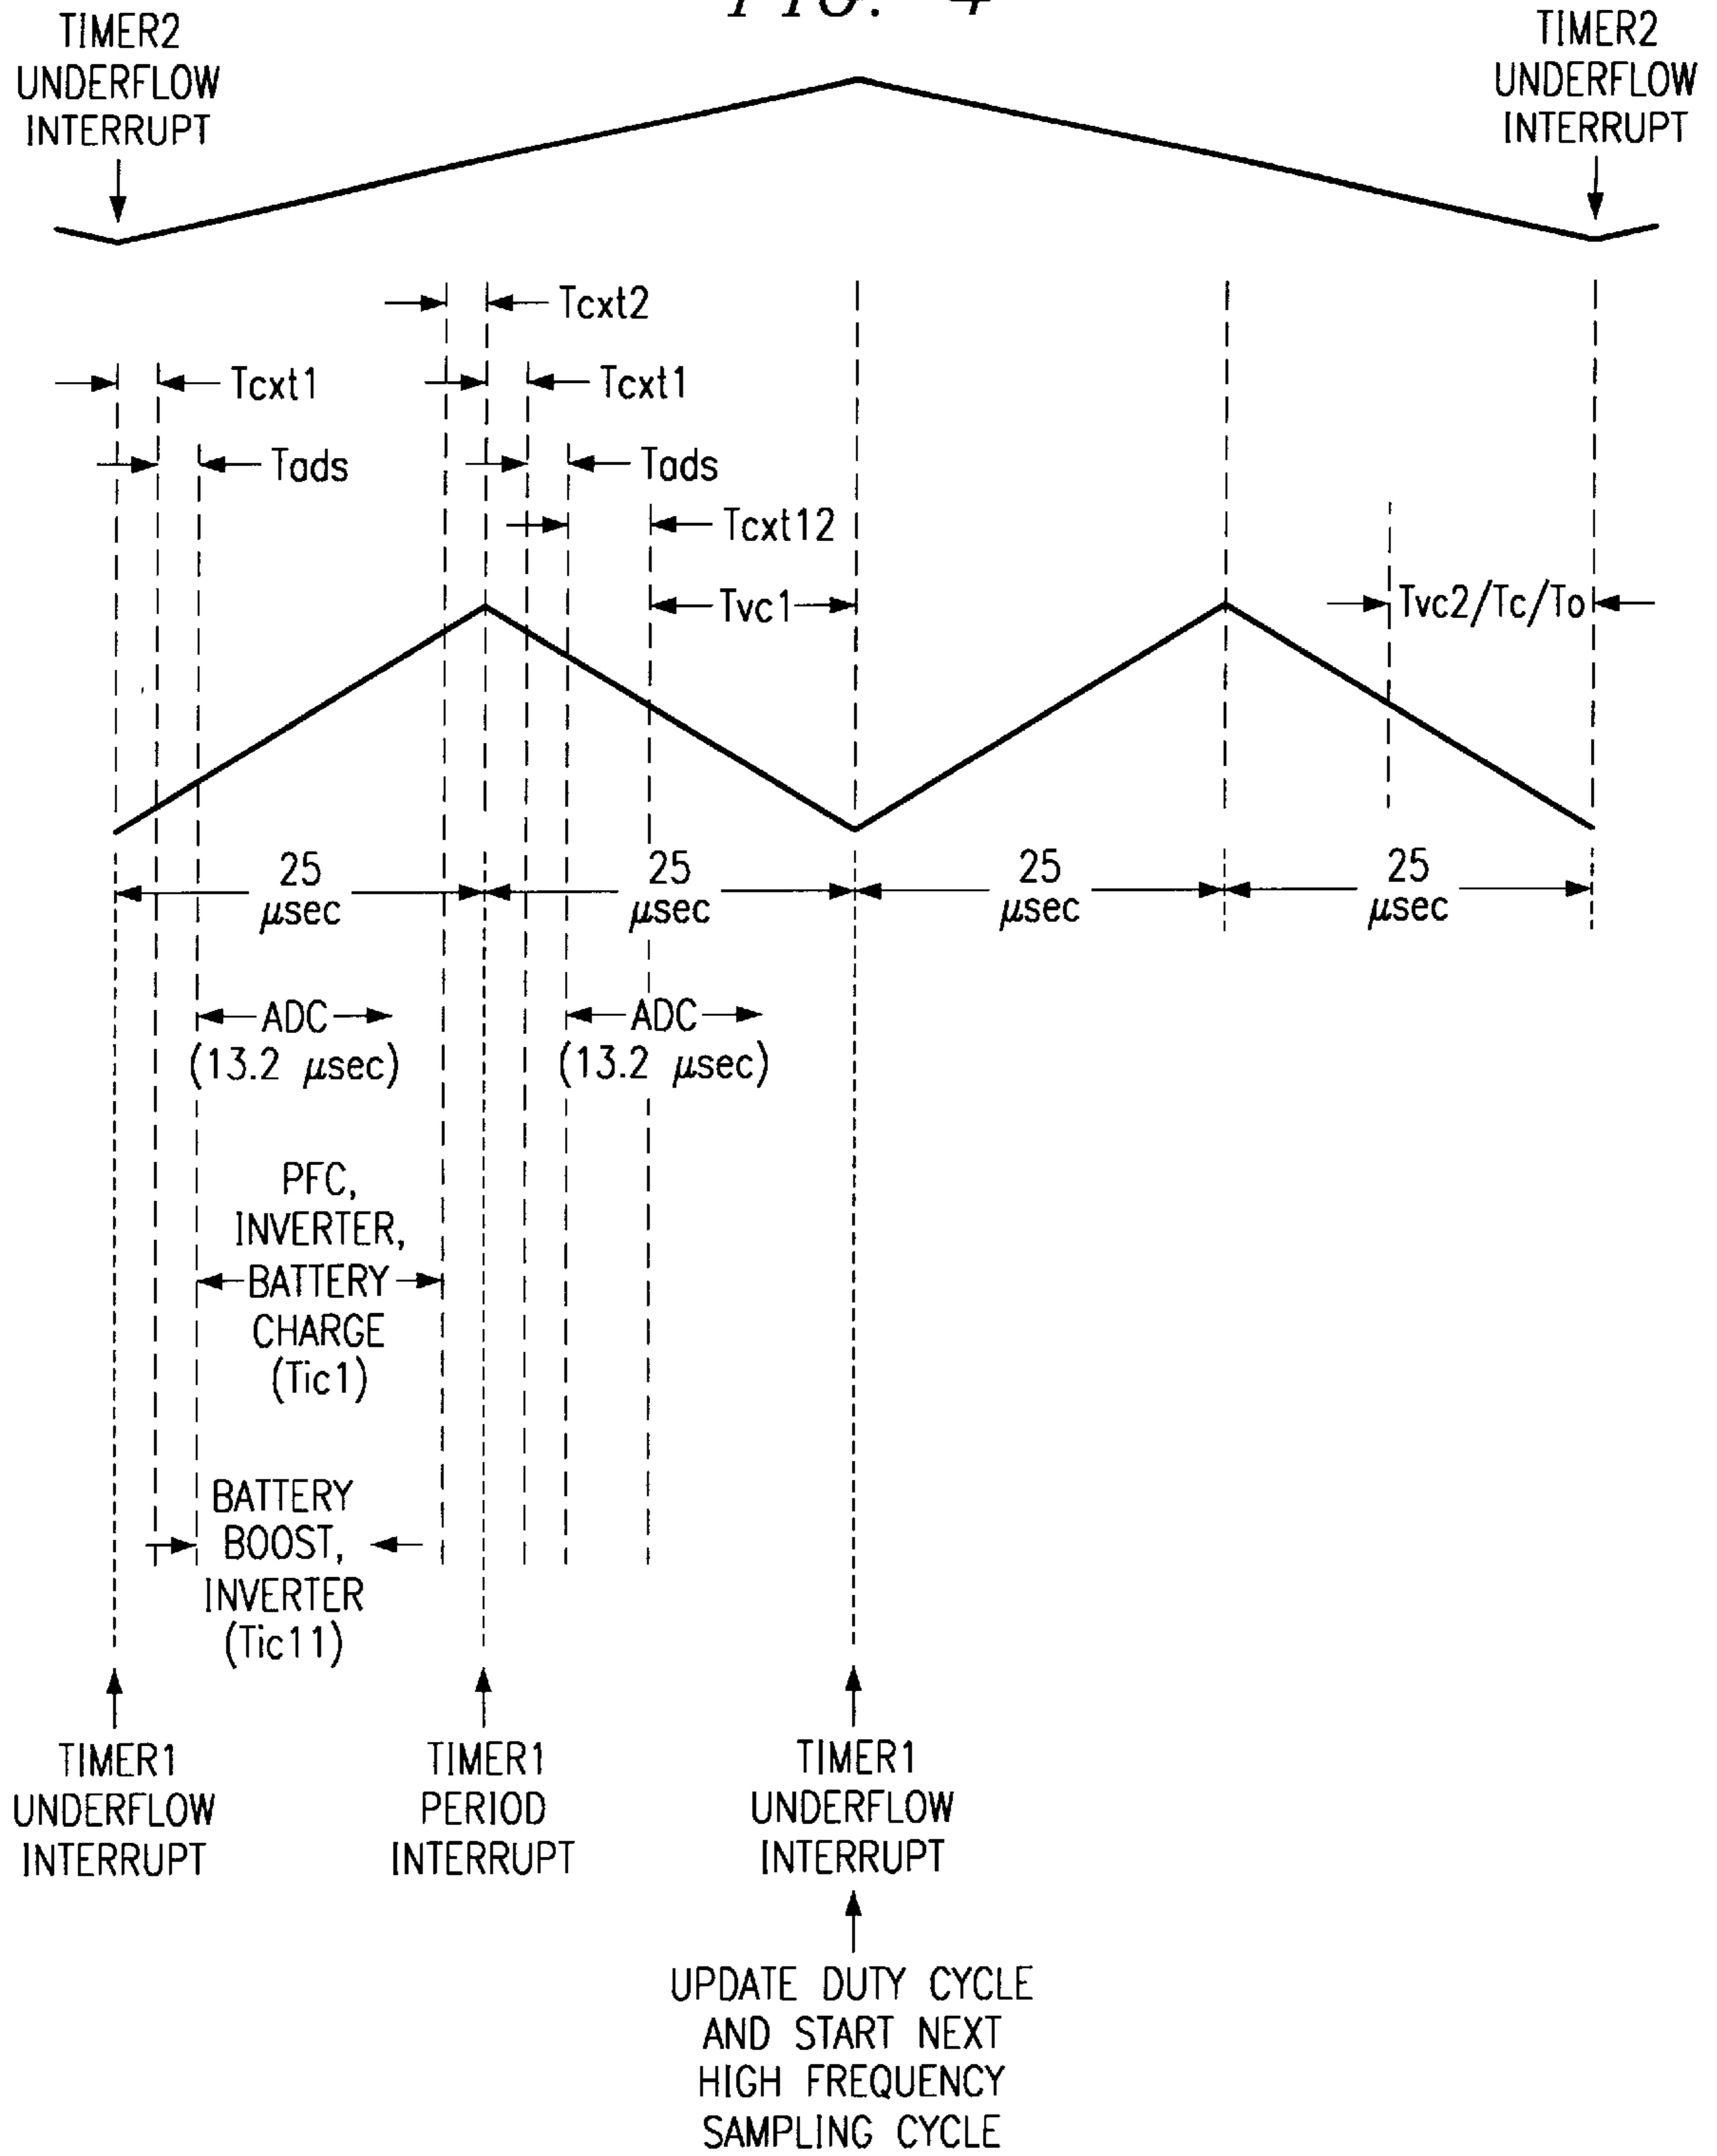 FIG. 4
TIMER2
UNDERFLOW
INTERRUPT
TIMER2
UNDERFLOW
INTERRUPT
Tcxt2
Tcxt1
Tcxt1
Tads
Tads
Tcxt12
Tvc1
Tvc2/Tc/To
25
µsec
25
µsec
25
µsec
25
µsec
ADC
(13.2 µsec)
ADC
(13.2 µsec)
PFC,
INVERTER,
BATTERY
CHARGE
(Tic1)
BATTERY
BOOST,
INVERTER
(Tic11)
TIMER1
UNDERFLOW
INTERRUPT
TIMER1
PERIOD
INTERRUPT
TIMER1
UNDERFLOW
INTERRUPT
UPDATE DUTY CYCLE
AND START NEXT
HIGH FREQUENCY
SAMPLING CYCLE